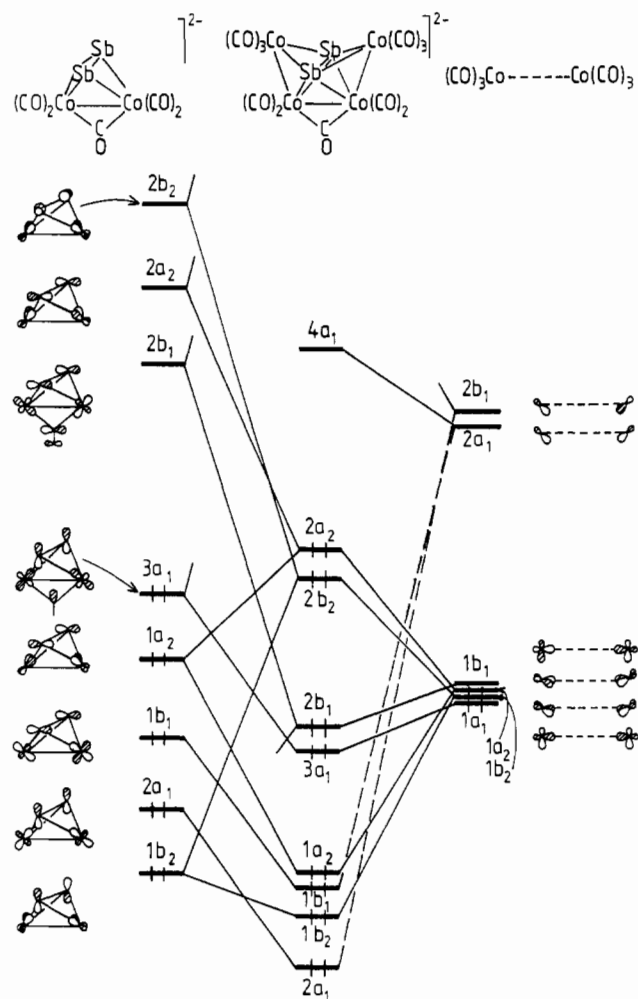 Sb ]2-
Sb
(CO)2Co Co(CO)2
C
O
(CO)3Co Co(CO)3 ]2-
Sb
Sb
(CO)2Co Co(CO)2
C
O
(CO)3Co------Co(CO)3
2b2
2a2
2b1
3a1
1a2
1b1
2a1
1b2
4a1
2a2
2b2
2b1
3a1
1a2
1b1
1b2
2a1
2b1
2a1
1b1
1a1
1a2
1b2